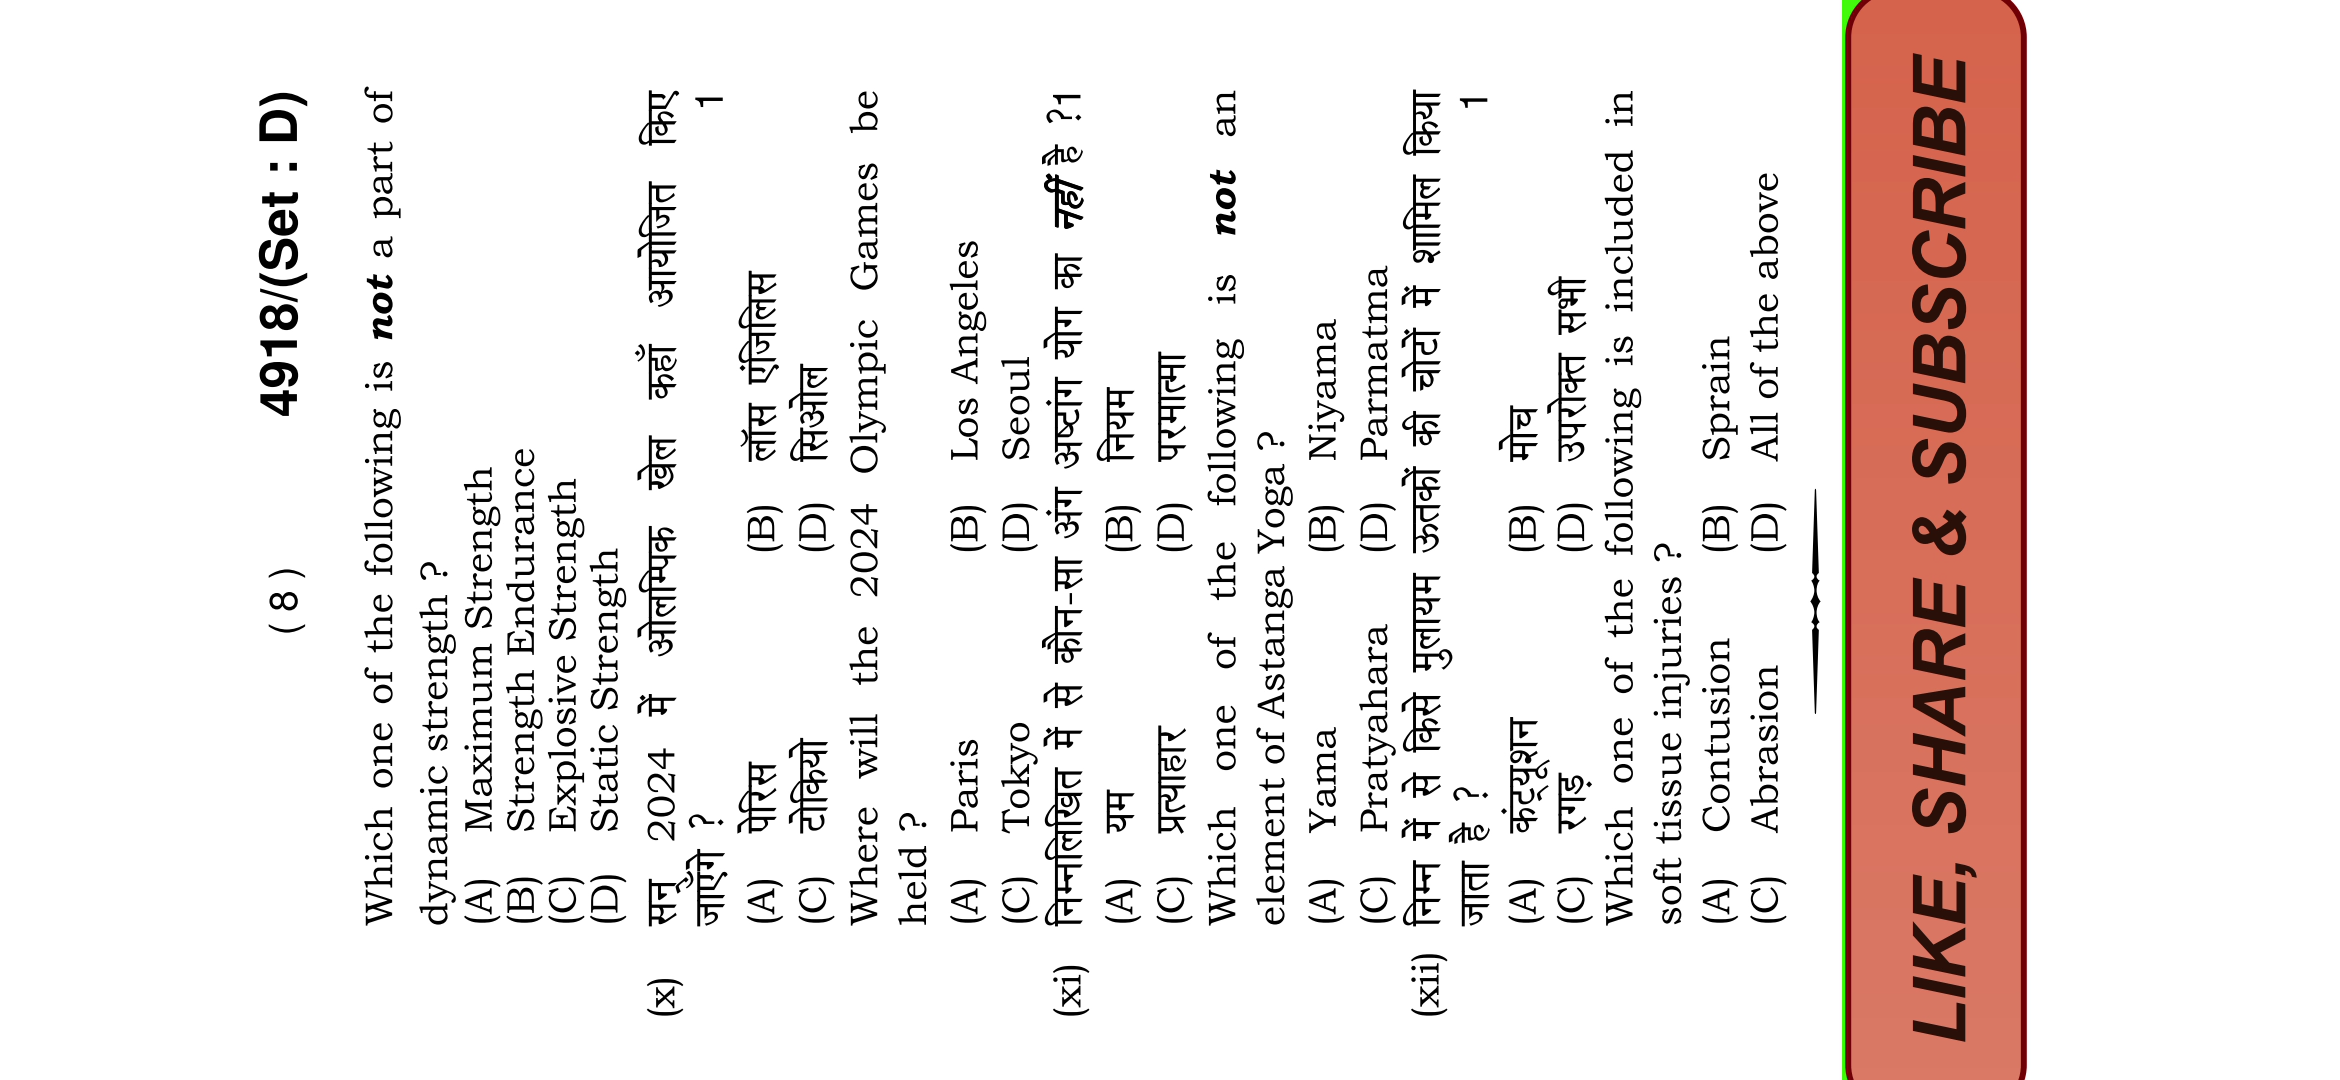 ( 8 ) 4918/(Set : D)
Which one of the following is not a part of
dynamic strength ?
(A) Maximum Strength
(B) Strength Endurance
(C) Explosive Strength
(D) Static Strength
(x) सन् 2024 में ओलम्पिक खेल कहाँ आयोजित किए
जाएँगे ? 1
(A) पेरिस (B) लॉस एंजिलिस
(C) टोकियो (D) सिओल
Where will the 2024 Olympic Games be
held ?
(A) Paris (B) Los Angeles
(C) Tokyo (D) Seoul
(xi) निम्नलिखित में से कौन-सा अंग अष्टांग योग का नहीं है ?1
(A) यम (B) नियम
(C) प्रत्याहार (D) परमात्मा
Which one of the following is not an
element of Astanga Yoga ?
(A) Yama (B) Niyama
(C) Pratyahara (D) Parmatma
(xii) निम्न में से किसे मुलायम ऊतकों की चोटों में शामिल किया
जाता है ? 1
(A) कंट्यूशन (B) मोच
(C) रगड़ (D) उपरोक्त सभी
Which one of the following is included in
soft tissue injuries ?
(A) Contusion (B) Sprain
(C) Abrasion (D) All of the above
LIKE, SHARE & SUBSCRIBE